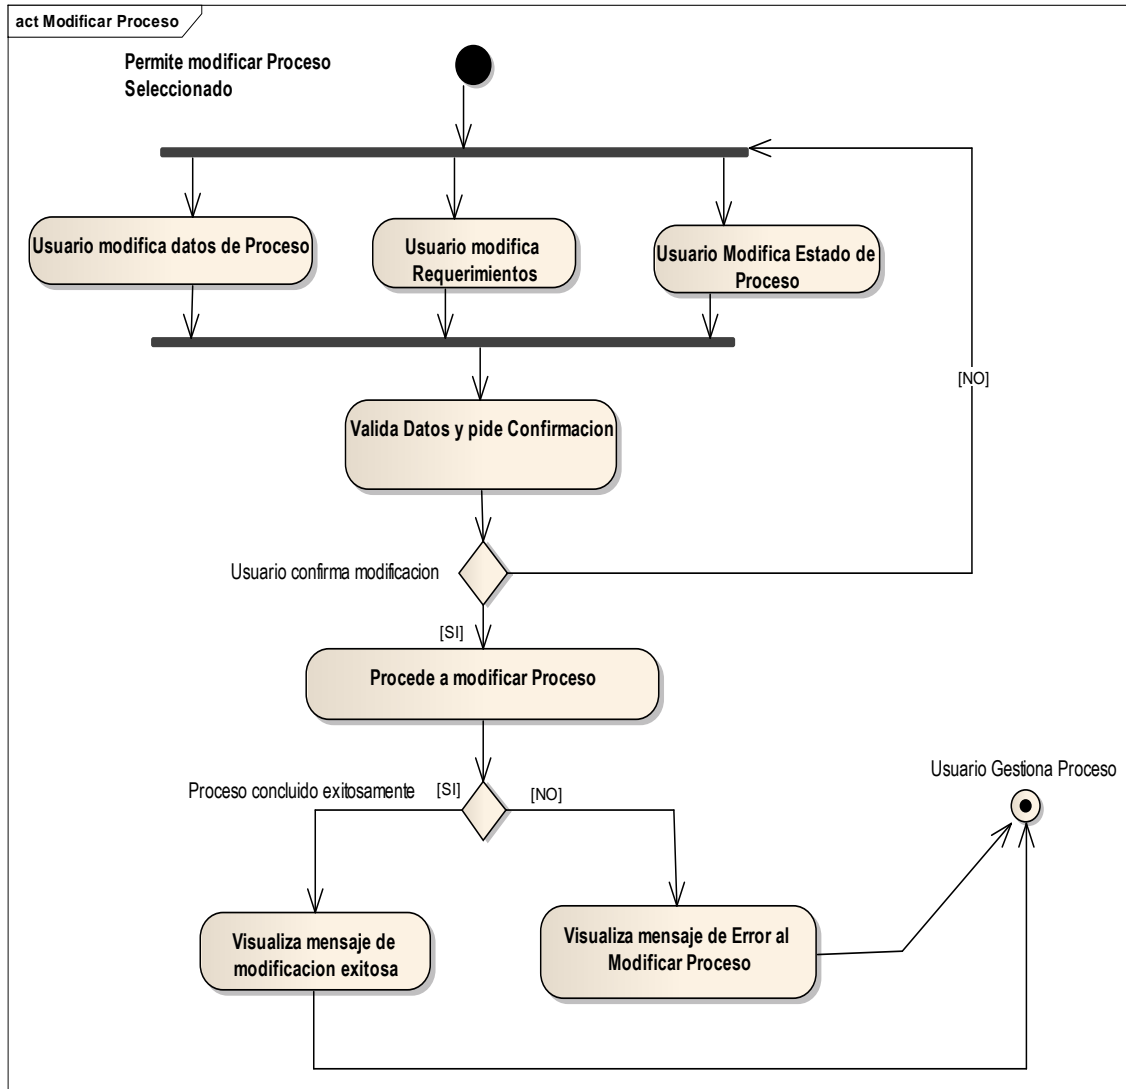 act Modificar Proceso
Permite modificar Proceso
Seleccionado
Usuario modifica datos de Proceso
Usuario modifica
Requerimientos
Usuario Modifica Estado de
Proceso
[NO]
Valida Datos y pide Confirmacion
Usuario confirma modificacion
[SI]
Procede a modificar Proceso
Usuario Gestiona Proceso
Proceso concluido exitosamente
[SI]
[NO]
Visualiza mensaje de
modificacion exitosa
Visualiza mensaje de Error al
Modificar Proceso